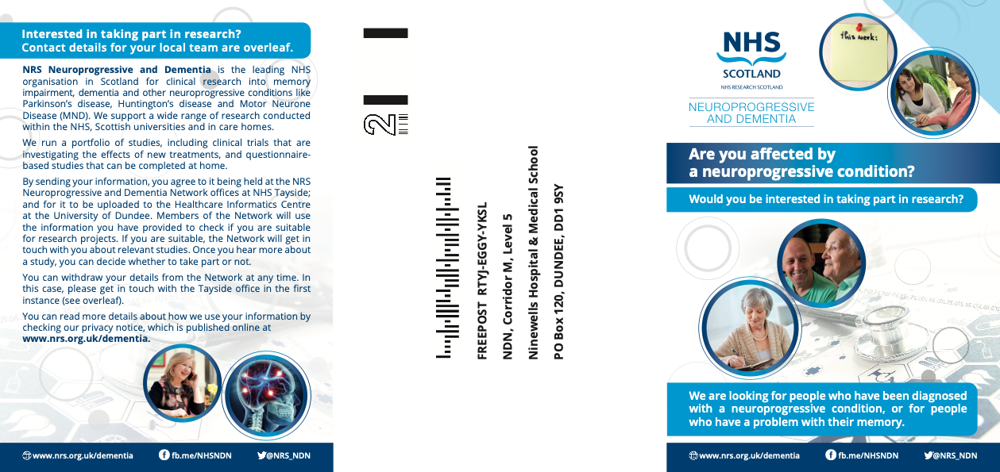 Interested in taking part in research?
Contact details for your local team are overleaf.
NRS Neuroprogressive and Dementia is the leading NHS
organisation in Scotland for clinical research into memory
impairment, dementia and other neuroprogressive conditions like
Parkinson's disease, Huntington's disease and Motor Neurone
Disease (MND). We support a wide range of research conducted
within the NHS, Scottish universities and in care homes.
We run a portfolio of studies, including clinical trials that are
investigating the effects of new treatments, and questionnaire-
based studies that can be completed at home.
By sending your information, you agree to it being held at the NRS
Neuroprogressive and Dementia Network offices at NHS Tayside;
and for it to be uploaded to the Healthcare Informatics Centre
at the University of Dundee. Members of the Network will use
the information you have provided to check if you are suitable
for research projects. If you are suitable, the Network will get in
touch with you about relevant studies. Once you hear more about
a study, you can decide whether to take part or not.
You can withdraw your details from the Network at any time. In
this case, please get in touch with the Tayside office in the first
instance (see overleaf).
You can read more details about how we use your information by
checking our privacy notice, which is published online at
www.nrs.org.uk/dementia.
www.nrs.org.uk/dementia
fb.me/NHSNDN
@NRS_NDN
2
FREEPOST RTYJ-EGGY-YKSL
NDN, Corridor M, Level 5
Ninewells Hospital & Medical School
PO Box 120, DUNDEE, DD1 9SY
this week:
NHS
SCOTLAND
NHS RESEARCH SCOTLAND
NEUROPROGRESSIVE
AND DEMENTIA
Are you affected by
a neuroprogressive condition?
Would you be interested in taking part in research?
We are looking for people who have been diagnosed
with a neuroprogressive condition, or for people
who have a problem with their memory.
www.nrs.org.uk/dementia
fb.me/NHSNDN
@NRS_NDN